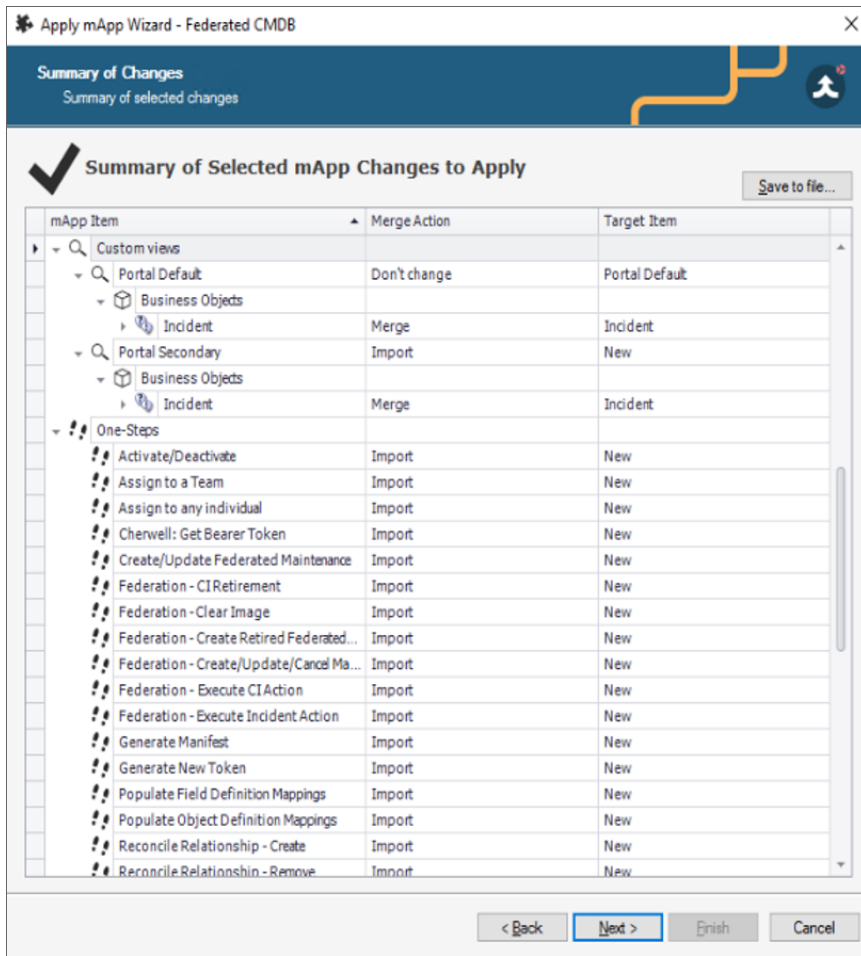 Apply mApp Wizard - Federated CMDB
Summary of Changes
Summary of selected changes
Summary of Selected mApp Changes to Apply
Save to file...
mApp Item Merge Action Target Item
Custom views
Portal Default Don't change Portal Default
Business Objects
Incident Merge Incident
Portal Secondary Import New
Business Objects
Incident Merge Incident
One-Steps
Activate/Deactivate Import New
Assign to a Team Import New
Assign to any individual Import New
Cherwell: Get Bearer Token Import New
Create/Update Federated Maintenance Import New
Federation - CI Retirement Import New
Federation - Clear Image Import New
Federation - Create Retired Federated... Import New
Federation - Create/Update/Cancel Ma... Import New
Federation - Execute CI Action Import New
Federation - Execute Incident Action Import New
Generate Manifest Import New
Generate New Token Import New
Populate Field Definition Mappings Import New
Populate Object Definition Mappings Import New
Reconcile Relationship - Create Import New
Reconcile Relationship - Remove Import New
< Back Next > Finish Cancel